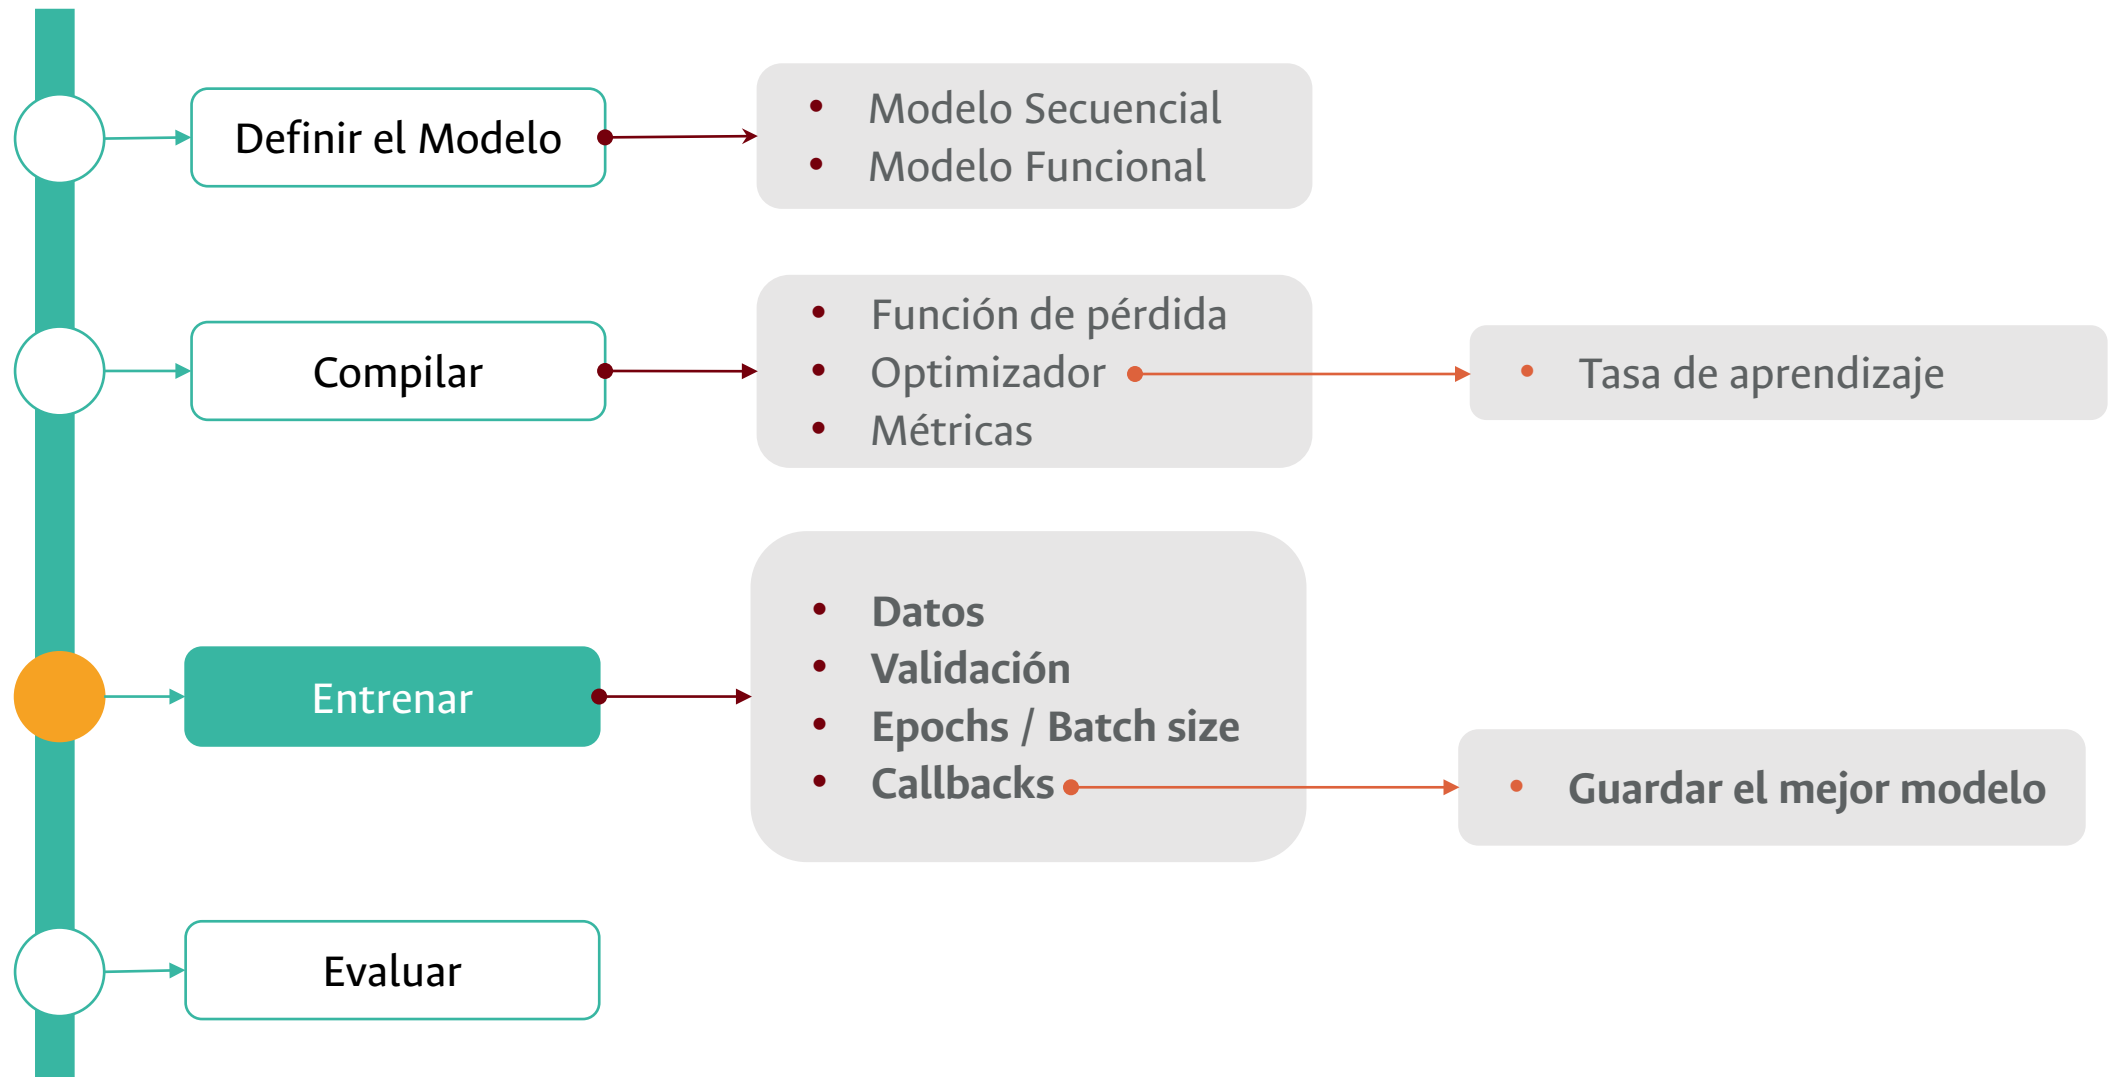 Definir el Modelo
• Modelo Secuencial
• Modelo Funcional
Compilar
• Función de pérdida
• Optimizador
• Métricas
• Tasa de aprendizaje
Entrenar
• Datos
• Validación
• Epochs / Batch size
• Callbacks
• Guardar el mejor modelo
Evaluar